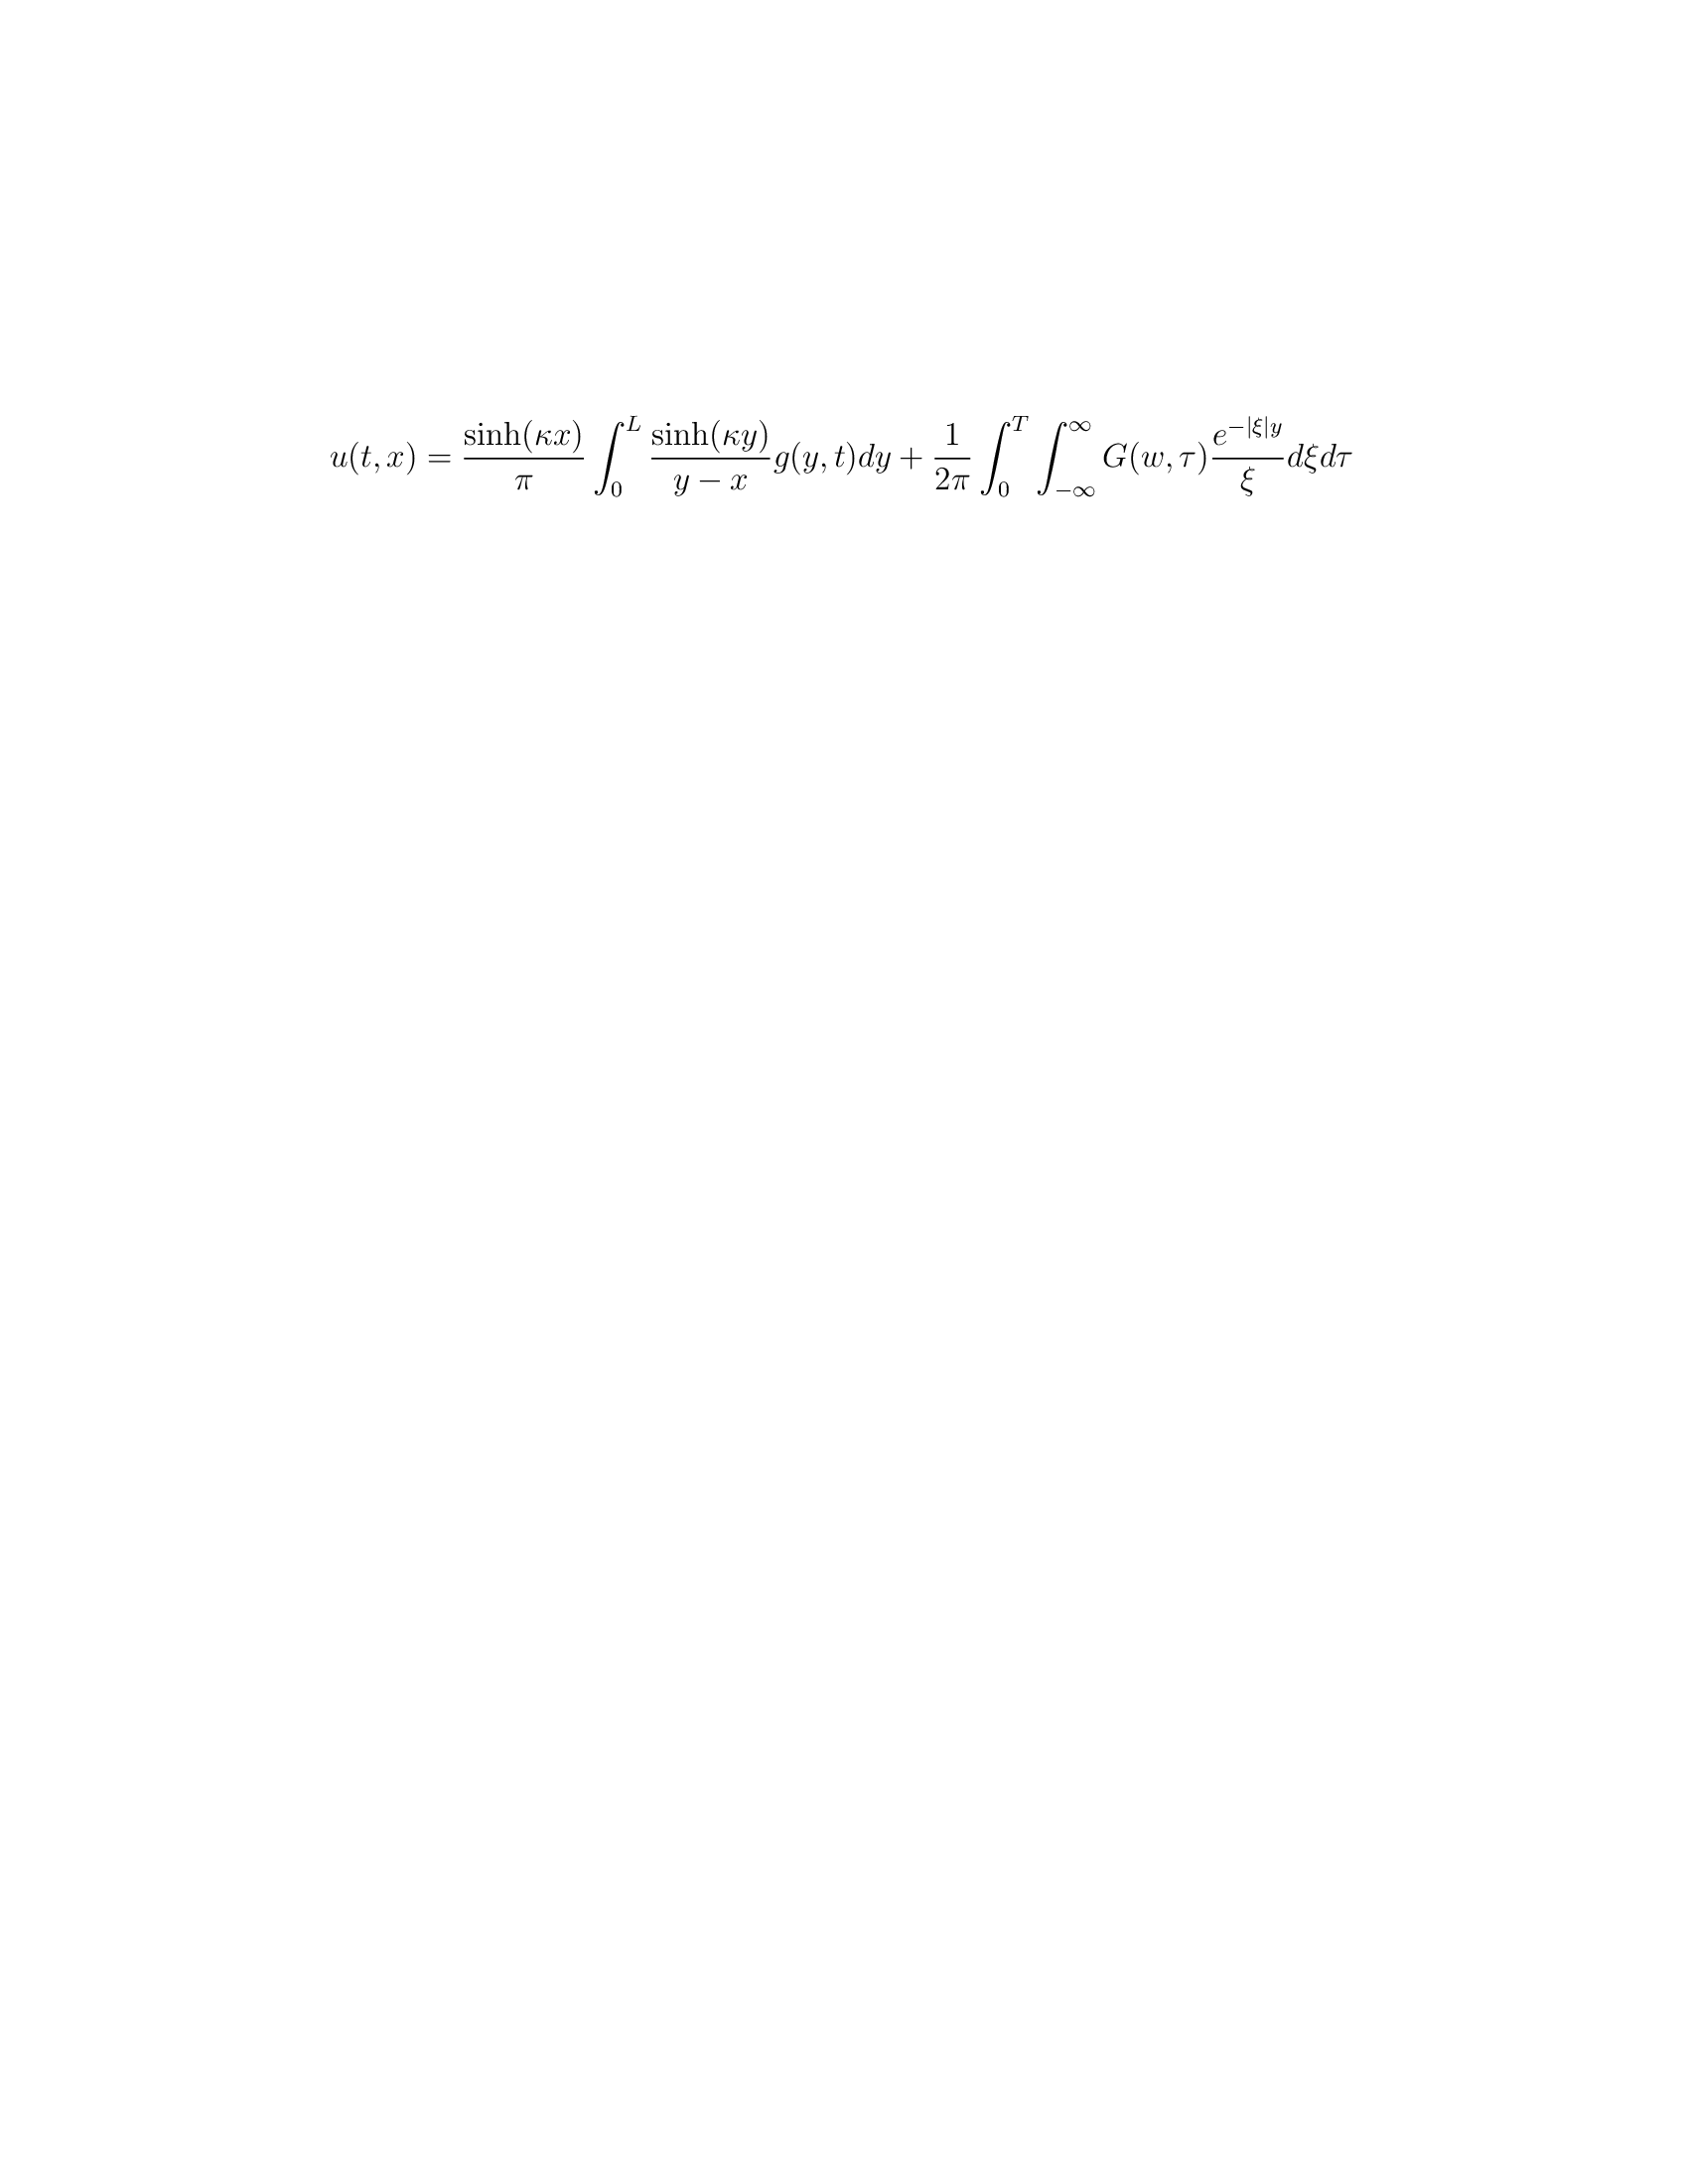 u(t, x) = \frac{\sinh(\kappa x)}{\pi} \int_0^L \frac{\sinh(\kappa y)}{y - x} g(y, t) dy + \frac{1}{2\pi} \int_0^T \int_{-\infty}^{\infty} G(w, \tau) \frac{e^{-|\xi| y}}{\xi} d\xi d\tau